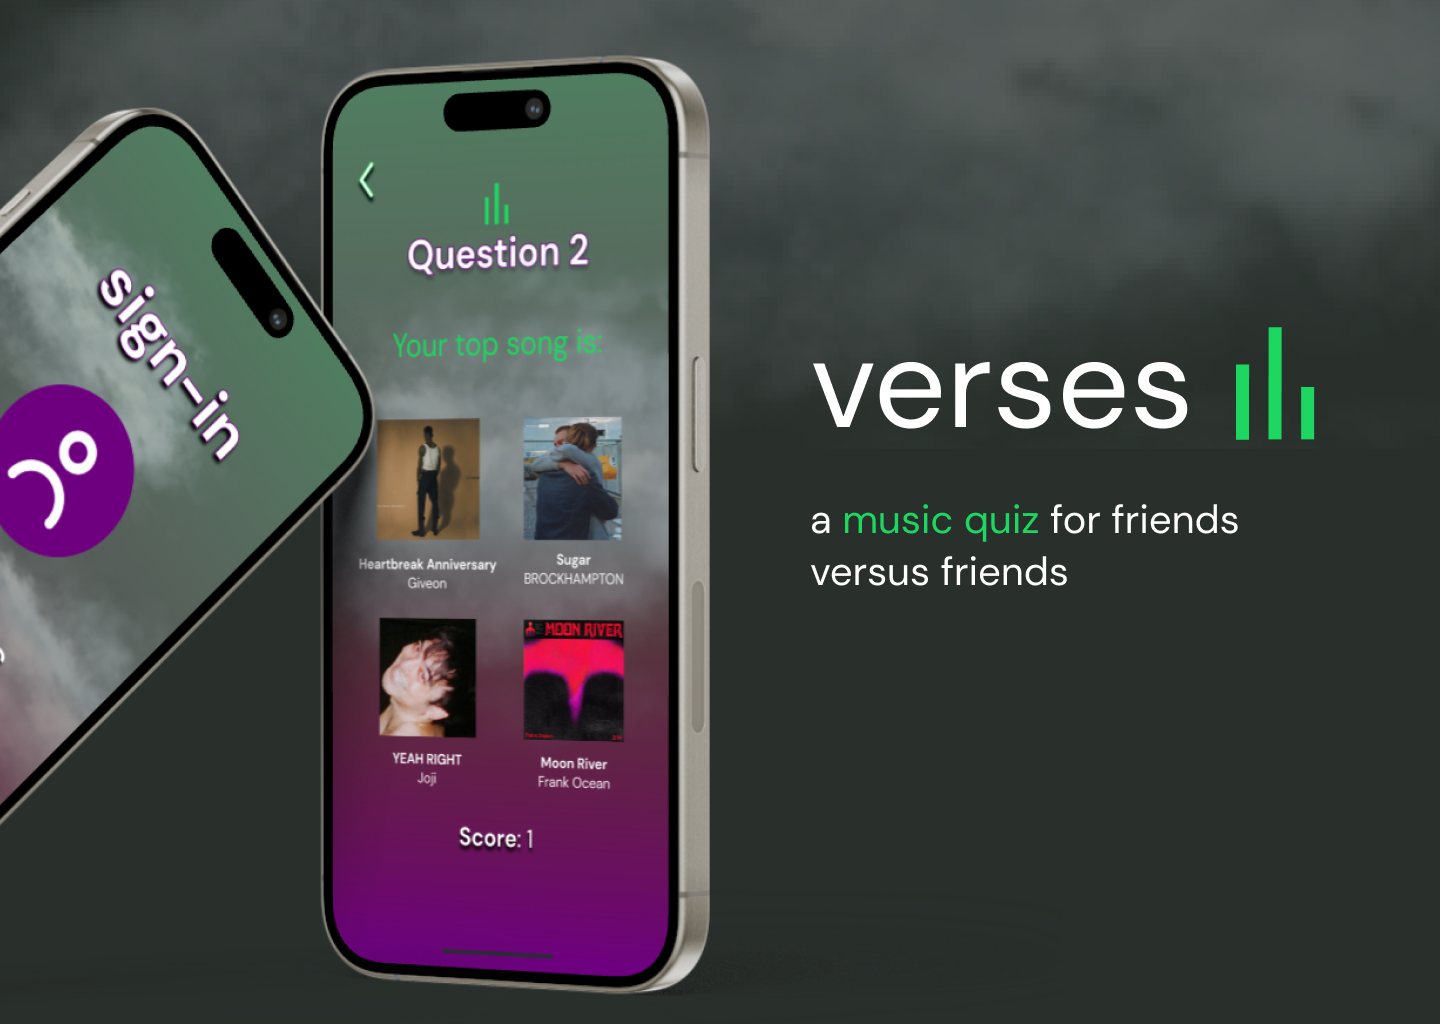 sign-in
Question 2
Your top song is:
Heartbreak Anniversary
Giveon
Sugar
BROCKHAMPTON
MOON RIVER
YEAH RIGHT
Joji
Moon River
Frank Ocean
Score: 1
verses
a music quiz for friends
versus friends